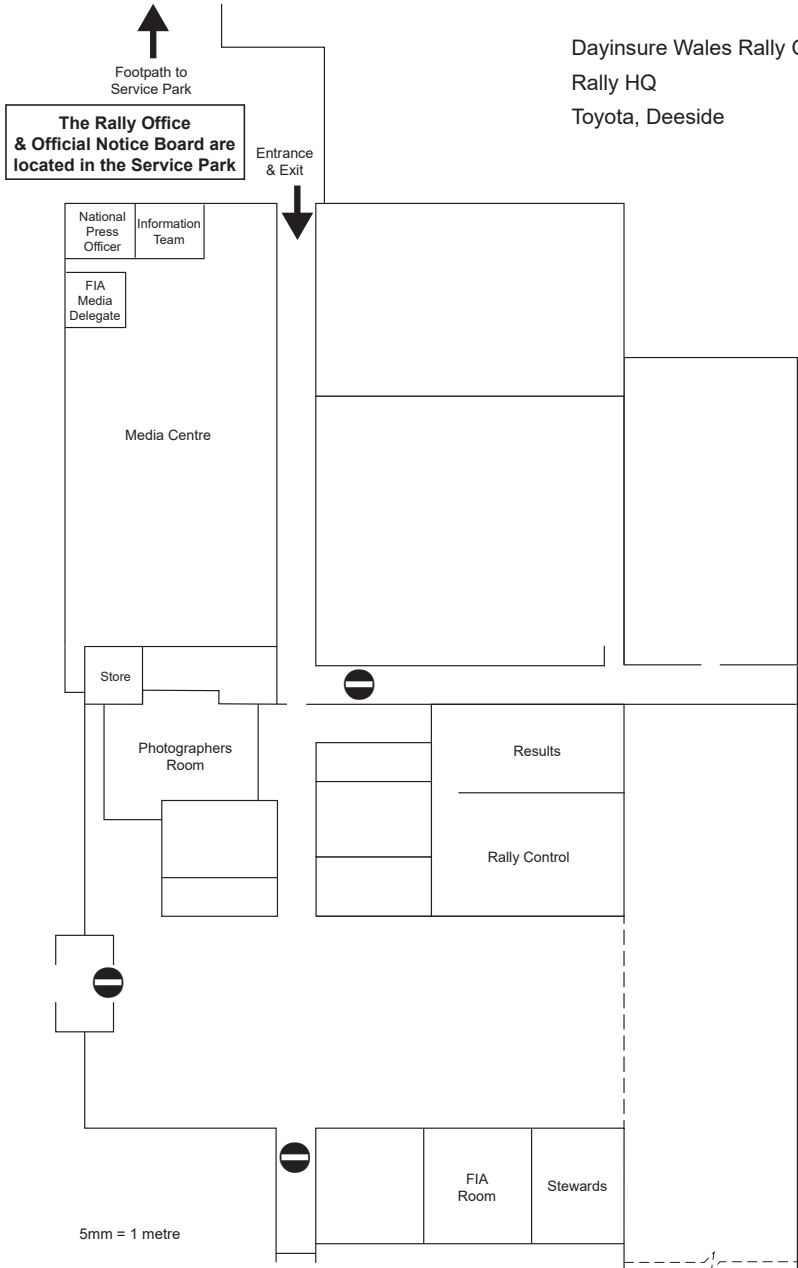 Dayinsure Wales Rally
Rally HQ
Toyota, Deeside
Footpath to
Service Park
The Rally Office
& Official Notice Board are
located in the Service Park
Entrance
& Exit
National
Press
Officer
Information
Team
FIA
Media
Delegate
Media Centre
Store
Photographers
Room
Results
Rally Control
FIA
Room
Stewards
5mm = 1 metre